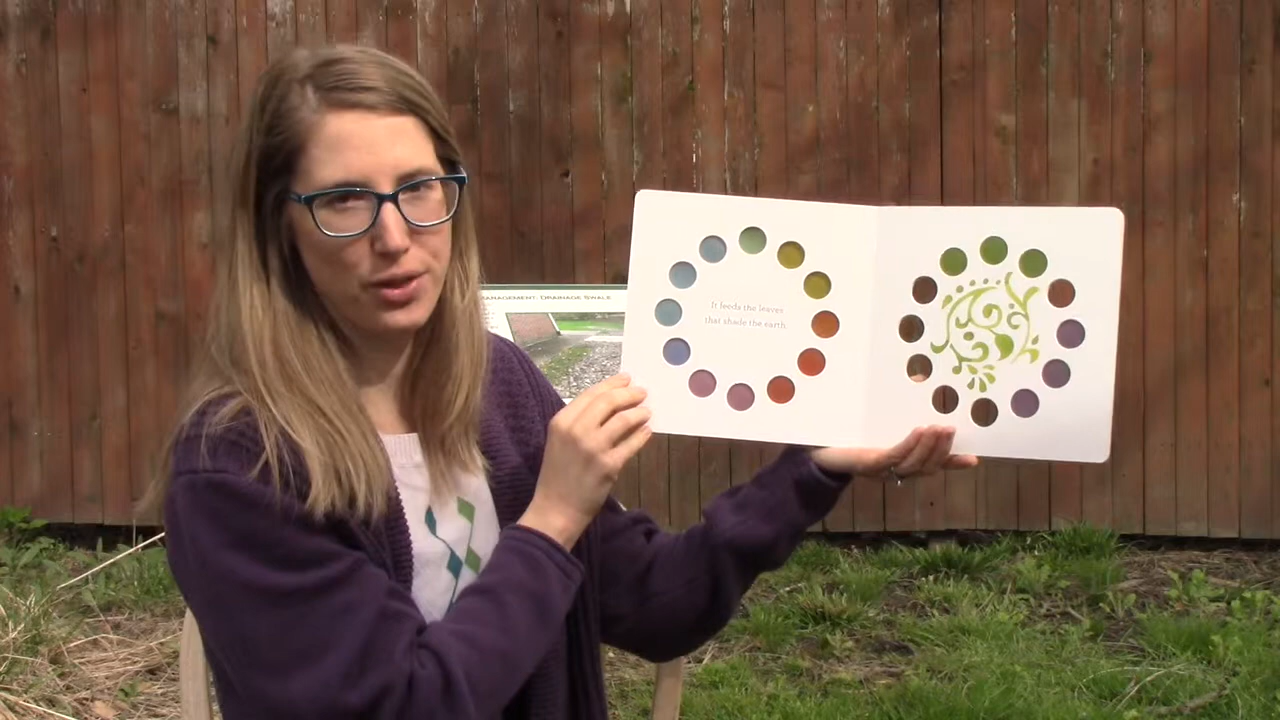 MANAGEMENT: DRAINAGE SWALE
It feeds the leaves
that shade the earth.